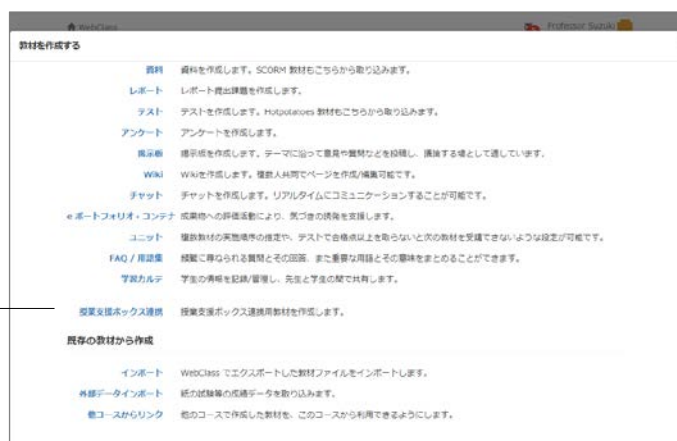 WebClass Professor Suzuki
教材を作成する
資料 資料を作成します。SCORM 教材もこちらから取り込みます。
レポート レポート提出課題を作成します。
テスト テストを作成します。Hotpotatoes 教材もこちらから取り込みます。
アンケート アンケートを作成します。
掲示板 掲示板を作成します。テーマに沿って意見や質問などを投稿し、議論する場として適しています。
Wiki Wikiを作成します。複数人共同でページを作成/編集可能です。
チャット チャットを作成します。リアルタイムにコミュニケーションすることが可能です。
e ポートフォリオ・コンテナ 成果物への評価活動により、気づきの誘発を支援します。
ユニット 複数教材の実施順序の指定や、テストで合格点以上を取らないと次の教材を受講できないような設定が可能です。
FAQ / 用語集 頻繁に尋ねられる質問とその回答、また重要な用語とその意味をまとめることができます。
学習カルテ 学生の情報を記録/管理し、先生と学生の間で共有します。
授業支援ボックス連携 授業支援ボックス連携用教材を作成します。
既存の教材から作成
インポート WebClass でエクスポートした教材ファイルをインポートします。
外部データインポート 紙の試験等の成績データを取り込みます。
他コースからリンク 他のコースで作成した教材を、このコースから利用できるようにします。